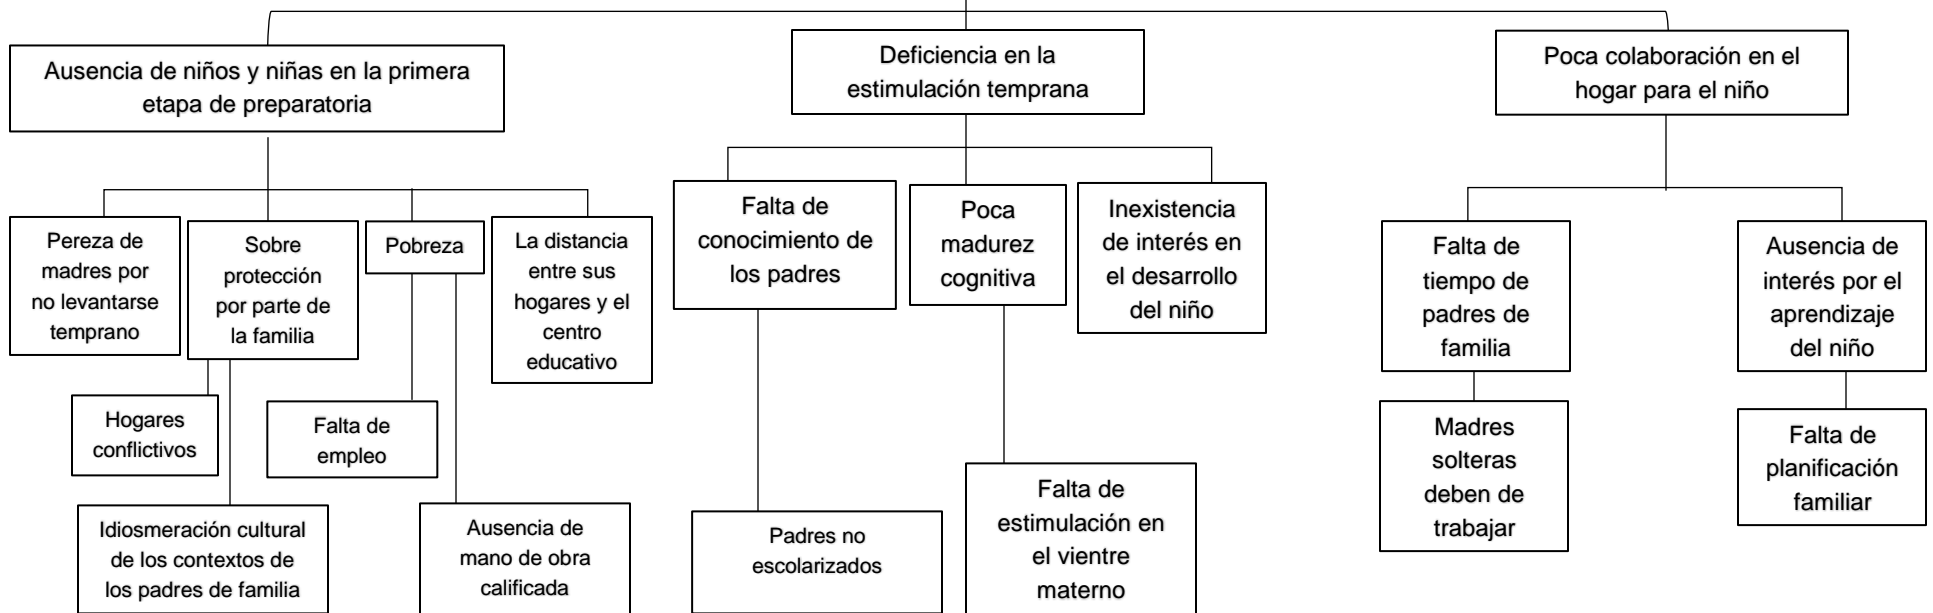 Ausencia de niños y niñas en la primera
etapa de preparatoria
Deficiencia en la
estimulación temprana
Poca colaboración en el
hogar para el niño
Pereza de
madres por
no levantarse
temprano
Sobre
protección
por parte de
la familia
Pobreza
La distancia
entre sus
hogares y el
centro
educativo
Falta de
conocimiento de
los padres
Poca
madurez
cognitiva
Inexistencia
de interés en
el desarrollo
del niño
Falta de
tiempo de
padres de
familia
Ausencia de
interés por el
aprendizaje
del niño
Hogares
conflictivos
Falta de
empleo
Madres
solteras
deben de
trabajar
Falta de
planificación
familiar
Idiosmeración cultural
de los contextos de
los padres de familia
Ausencia de
mano de obra
calificada
Padres no
escolarizados
Falta de
estimulación en
el vientre
materno